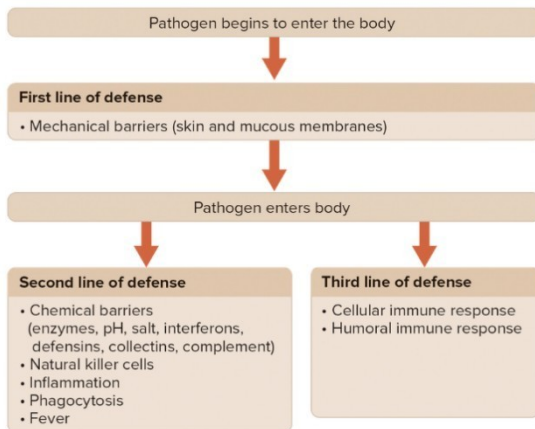 Pathogen begins to enter the body
First line of defense
• Mechanical barriers (skin and mucous membranes)
Pathogen enters body
Second line of defense
• Chemical barriers
(enzymes, pH, salt, interferons,
defensins, collectins, complement)
• Natural killer cells
• Inflammation
• Phagocytosis
• Fever
Third line of defense
• Cellular immune response
• Humoral immune response